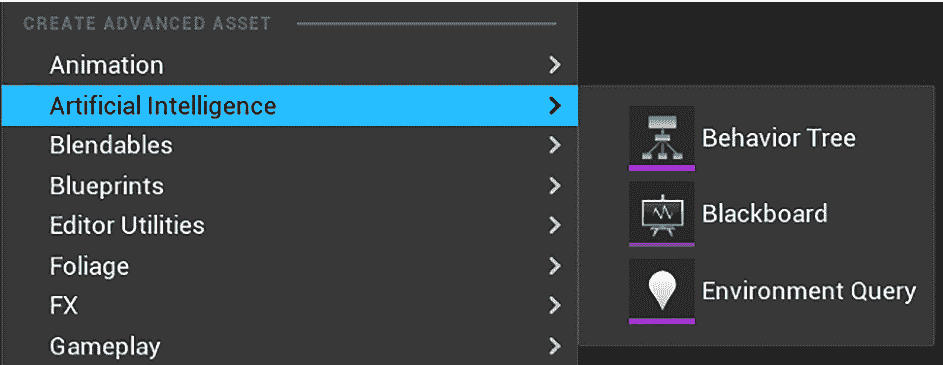 CREATE ADVANCED ASSET
Animation
Artificial Intelligence
Blendables
Blueprints
Editor Utilities
Foliage
FX
Gameplay
Behavior Tree
Blackboard
Environment Query